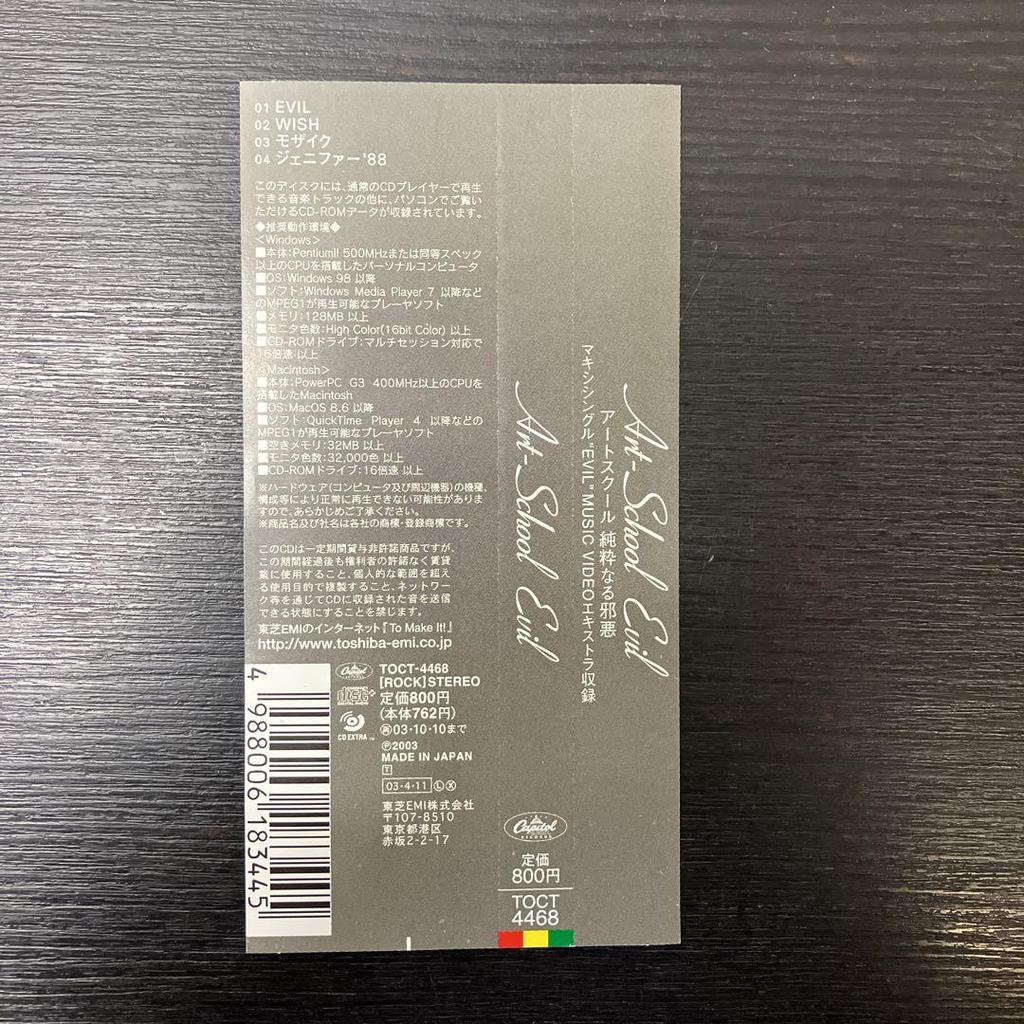 01 EVIL
02 WISH
03 モザイク
04 ジェニファー'88
このディスクには、通常のCDプレイヤーで再生
できる音楽トラックの他に、パソコンでご覧い
ただけるCD-ROMデータが収録されています。
◆推奨動作環境◆
<Windows>
■本体:PentiumII 500MHzまたは同等スペック
以上のCPUを搭載したパーソナルコンピュータ
■OS:Windows 98 以降
■ソフト:Windows Media Player 7 以降など
のMPEG1が再生可能なプレーヤソフト
■メモリ:128MB 以上
■モニタ色数:High Color(16bit Color) 以上
■CD-ROMドライブ:マルチセッション対応で
16倍速 以上
<Macintosh>
■本体:PowerPC G3 400MHz以上のCPUを
搭載したMacintosh
■OS:MacOS 8.6 以降
■ソフト:QuickTime Player 4 以降などの
MPEG1が再生可能なプレーヤソフト
■空きメモリ:32MB 以上
■モニタ色数:32,000色 以上
■CD-ROMドライブ:16倍速 以上
※ハードウェア(コンピュータ及び周辺機器)の機種、
構成等により正常に再生できない可能性がありま
すので、あらかじめご了承ください。
※商品名及び社名は各社の商標・登録商標です。
このCDは一定期間貸与非許諾商品ですが、
この期間経過後も権利者の許諾なく賃貸
業に使用すること、個人的な範囲を超え
る使用目的で複製すること、ネットワー
ク等を通じてCDに収録された音を送信
できる状態にすることを禁じます。
東芝EMIのインターネット『To Make It!』
http://www.toshiba-emi.co.jp
4 988006 183445
Capitol
RECORDS
disc
CD EXTRA™
TOCT-4468
[ROCK]STEREO
定価800円
(本体762円)
03・10・10まで
Ⓟ2003
MADE IN JAPAN
T
03・4・11 Ⓛ Ⓧ
東芝EMI株式会社
〒107-8510
東京都港区
赤坂2-2-17
Art-School Evil
Capitol
RECORDS
定価
800円
TOCT
4468
Art-School Evil
アートスクール 純粋なる邪悪
マキシシングル"EVIL" MUSIC VIDEOエキストラ収録